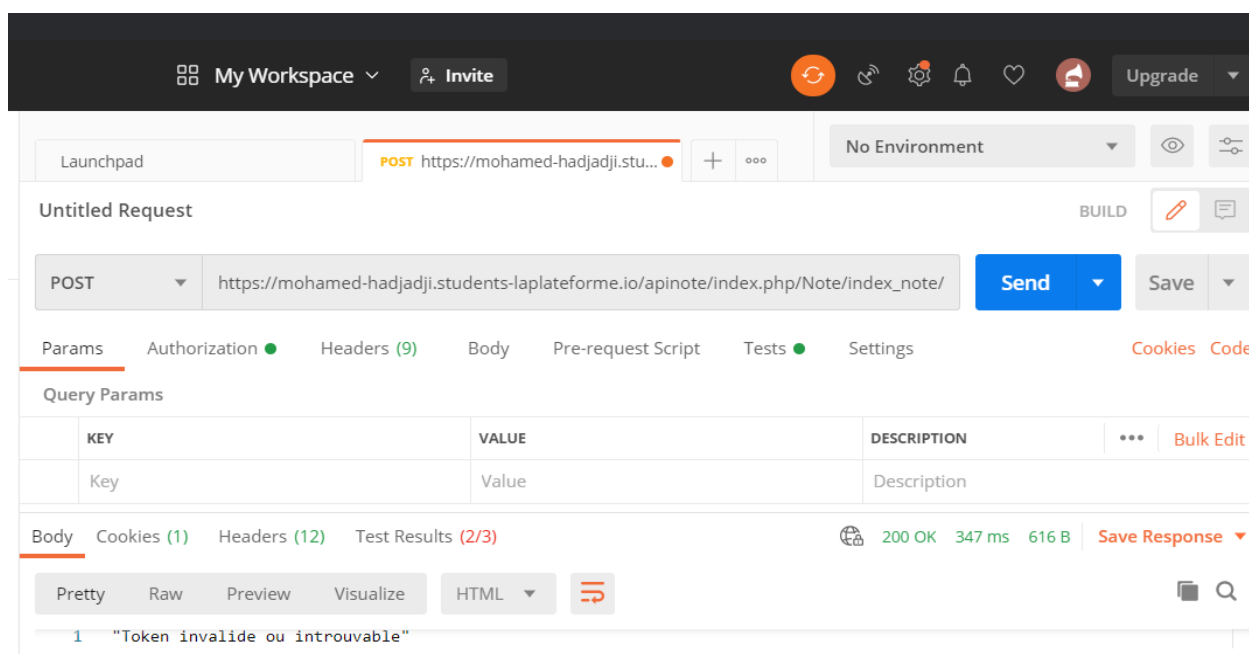 My Workspace Invite Upgrade
Launchpad POST https://mohamed-hadjadji.stu... No Environment
Untitled Request BUILD
POST https://mohamed-hadjadji.students-laplateforme.io/apinote/index.php/Note/index_note/ Send Save
Params Authorization Headers (9) Body Pre-request Script Tests Settings Cookies Code
Query Params
KEY VALUE DESCRIPTION Bulk Edit
Key Value Description
Body Cookies (1) Headers (12) Test Results (2/3) 200 OK 347 ms 616 B Save Response
Pretty Raw Preview Visualize HTML
1 "Token invalide ou introuvable"